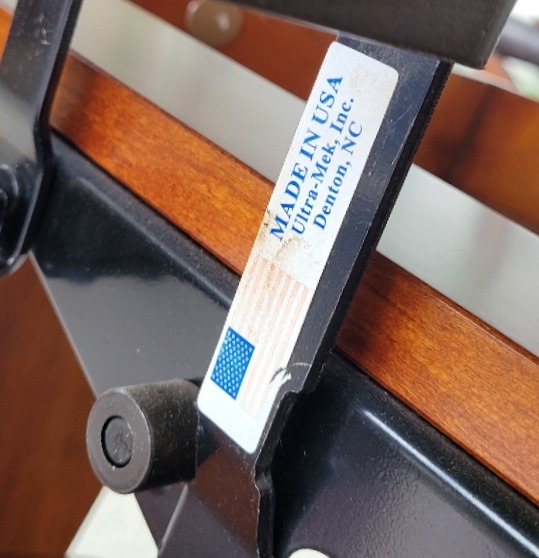 MADE IN USA
Ultra-Mek, Inc.
Denton, NC